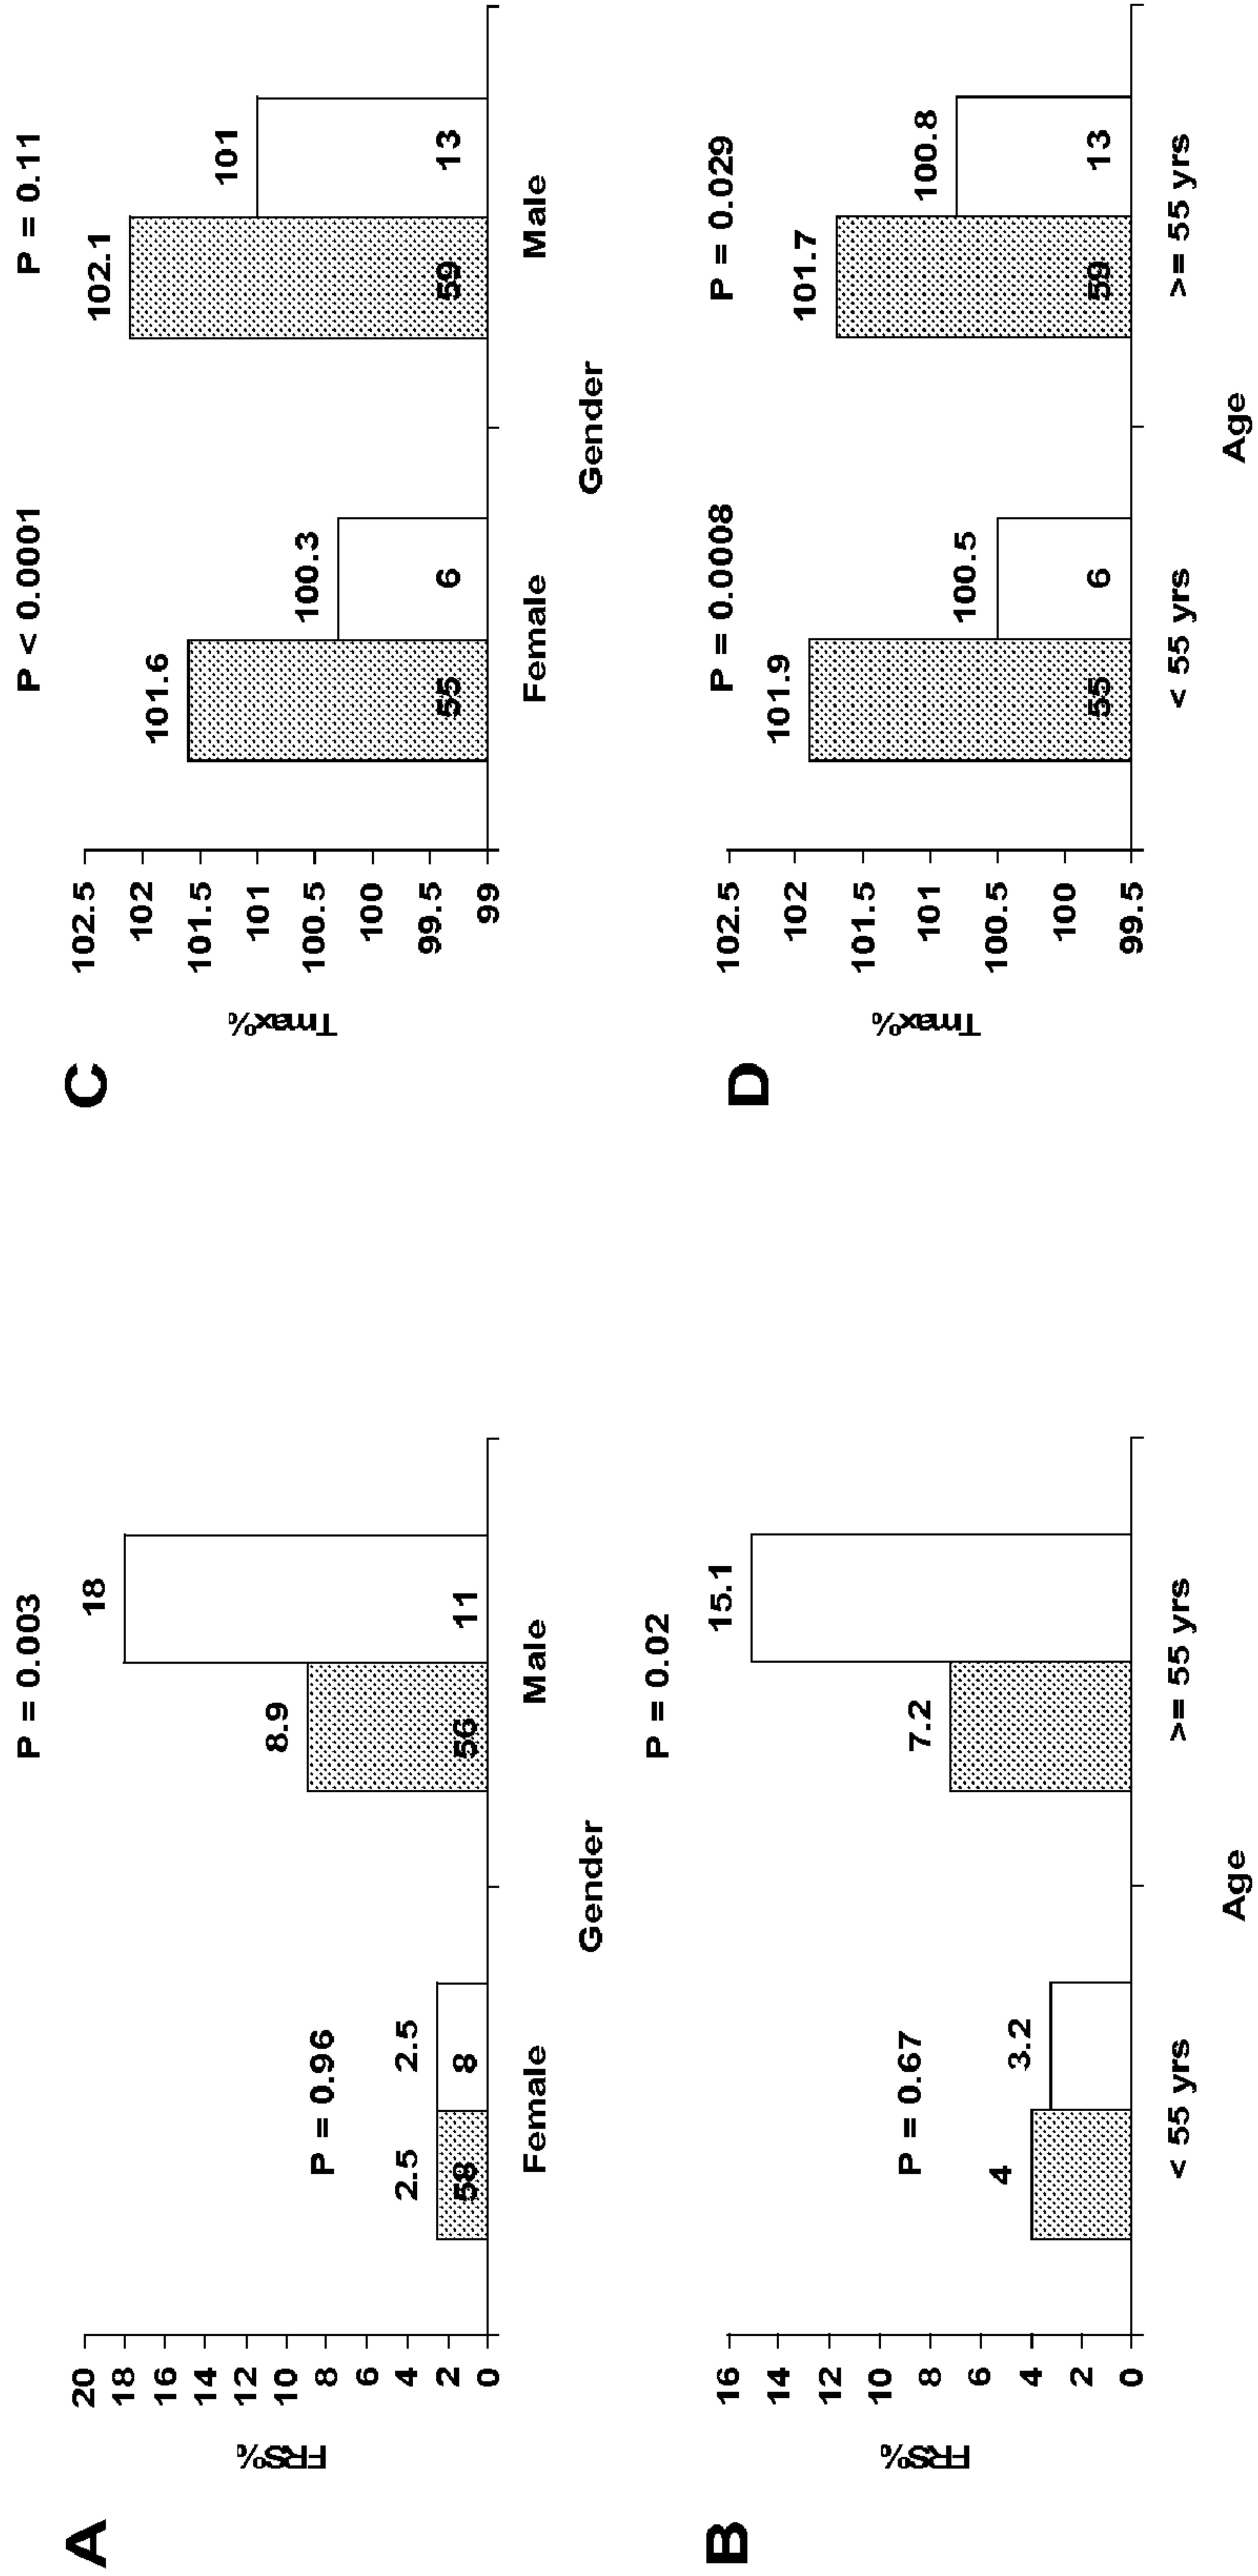 A
P = 0.003
18
P = 0.96
8.9
2.5
2.5
58
8
56
11
20
18
16
14
12
10
8
6
4
2
0
FRS%
Female
Male
Gender
B
P = 0.02
15.1
P = 0.67
7.2
4
3.2
16
14
12
10
8
6
4
2
0
FRS%
< 55 yrs
>= 55 yrs
Age
C
P < 0.0001
P = 0.11
102.1
101.6
101
100.3
55
6
59
13
102.5
102
101.5
101
100.5
100
99.5
99
Tmax%
Female
Male
Gender
D
P = 0.0008
P = 0.029
101.9
101.7
100.5
100.8
55
6
59
13
102.5
102
101.5
101
100.5
100
99.5
Tmax%
< 55 yrs
>= 55 yrs
Age